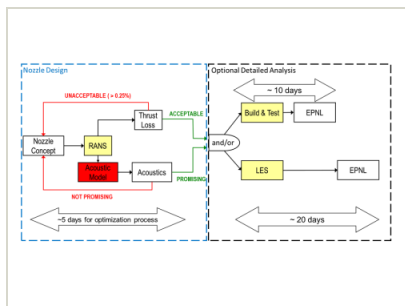 Nozzle Design
Optional Detailed Analysis
UNACCEPTABLE ( > 0.25%)
~ 10 days
Thrust
Loss
ACCEPTABLE
Build & Test
EPNL
Nozzle
Concept
RANS
and/or
Acoustic
Model
Acoustics
PROMISING
LES
EPNL
NOT PROMISING
~5 days for optimization process
~ 20 days